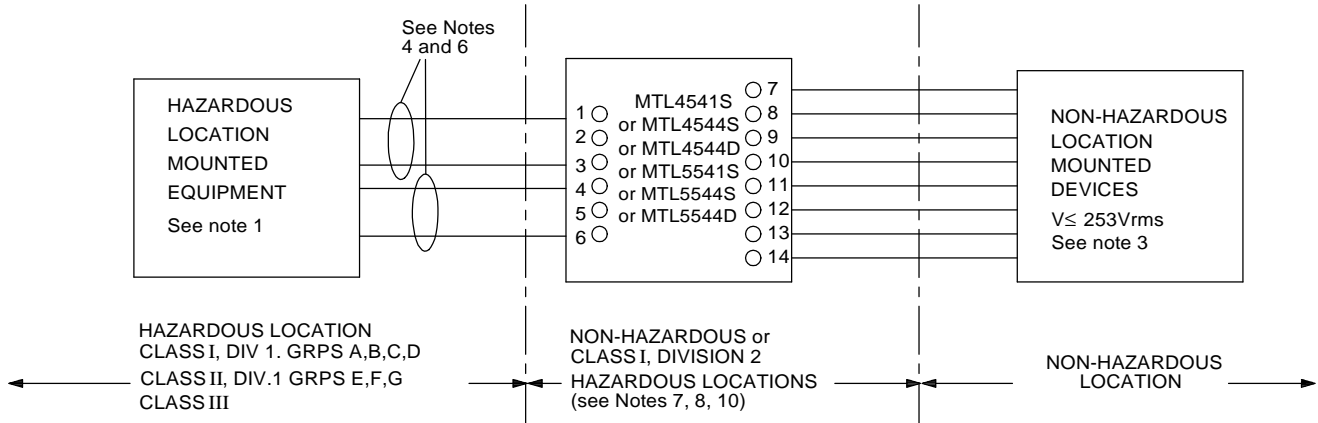 See Notes
4 and 6
HAZARDOUS
LOCATION
MOUNTED
EQUIPMENT
See note 1
1
2
3
4
5
6
MTL4541S
or MTL4544S
or MTL4544D
or MTL5541S
or MTL5544S
or MTL5544D
7
8
9
10
11
12
13
14
NON-HAZARDOUS
LOCATION
MOUNTED
DEVICES
V≤ 253Vrms
See note 3
HAZARDOUS LOCATION
CLASS I, DIV 1. GRPS A,B,C,D
CLASS II, DIV.1 GRPS E,F,G
CLASS III
NON-HAZARDOUS or
CLASS I, DIVISION 2
HAZARDOUS LOCATIONS
(see Notes 7, 8, 10)
NON-HAZARDOUS
LOCATION